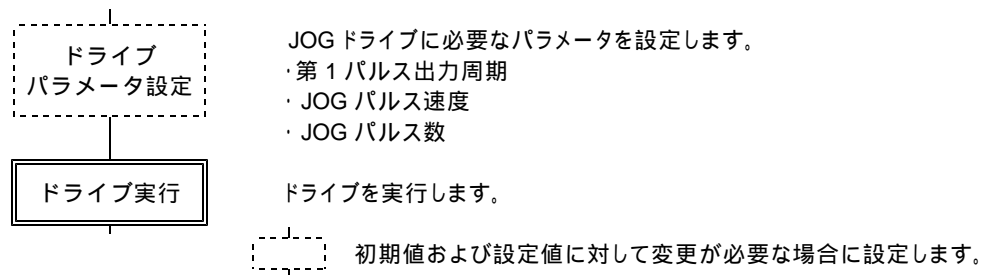 ドライブ
パラメータ設定
JOG ドライブに必要なパラメータを設定します。
・第 1 パルス出力周期
・JOG パルス速度
・JOG パルス数
ドライブ実行
ドライブを実行します。
初期値および設定値に対して変更が必要な場合に設定します。